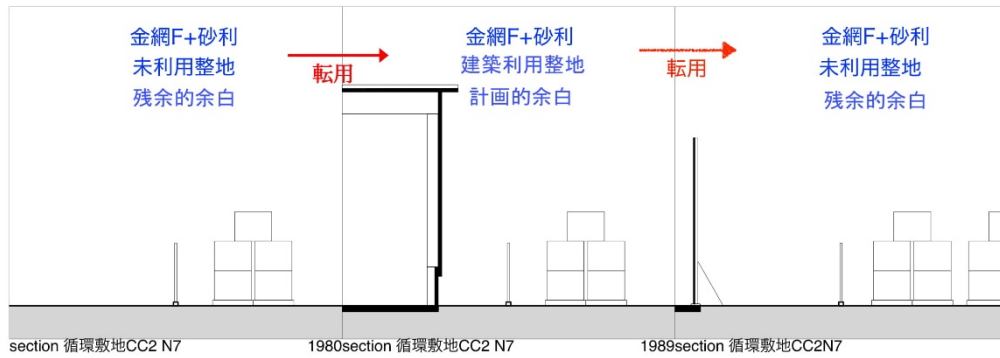 金網F+砂利
未利用整地
残余的余白
転用
金網F+砂利
建築利用整地
計画的余白
転用
金網F+砂利
未利用整地
残余的余白
section 循環敷地CC2 N7
1980section 循環敷地CC2 N7
1989section 循環敷地CC2N7